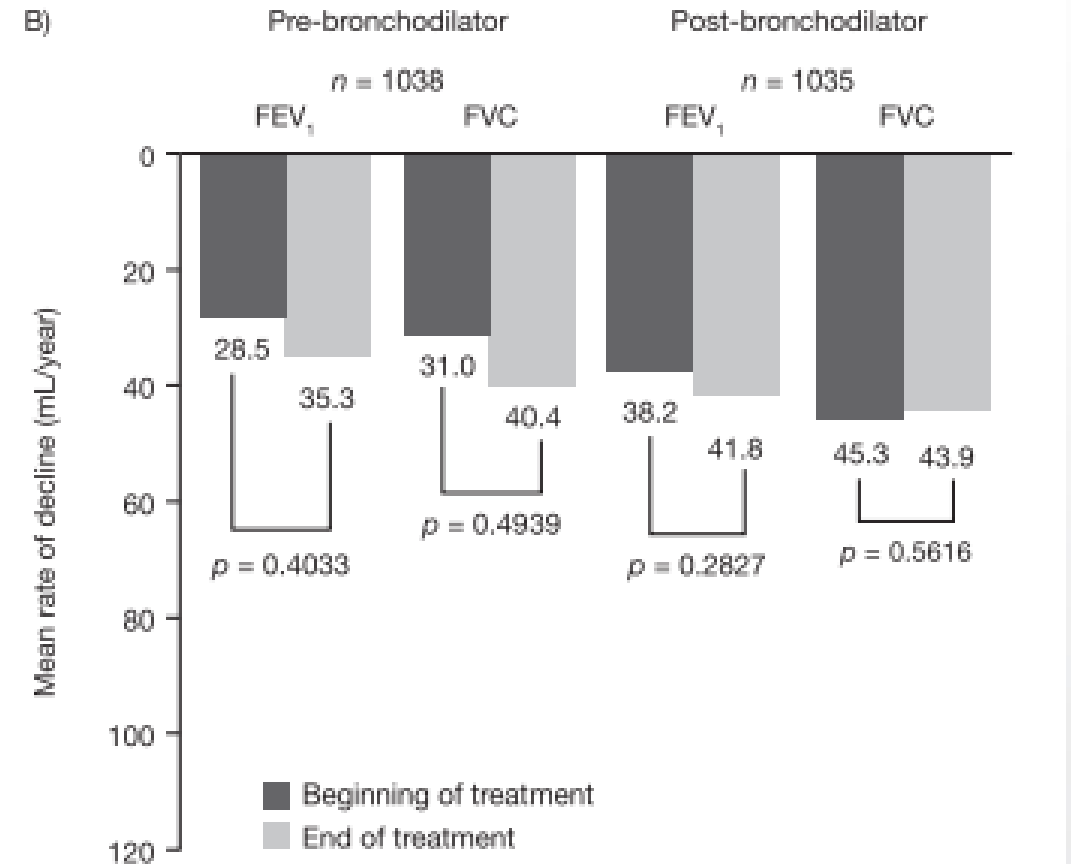 B)
Pre-bronchodilator Post-bronchodilator
n = 1038 n = 1035
FEV₁ FVC FEV₁ FVC
0
20
40
60
80
100
120
Mean rate of decline (mL/year)
28.5
35.3
p = 0.4033
31.0
40.4
p = 0.4939
38.2
41.8
p = 0.2827
45.3 43.9
p = 0.5616
Beginning of treatment
End of treatment